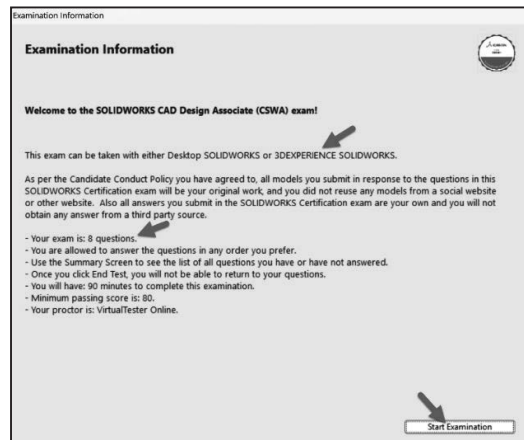 Examination Information
Examination Information
Welcome to the SOLIDWORKS CAD Design Associate (CSWA) exam!
This exam can be taken with either Desktop SOLIDWORKS or 3DEXPERIENCE SOLIDWORKS.
As per the Candidate Conduct Policy you have agreed to, all models you submit in response to the questions in this
SOLIDWORKS Certification exam will be your original work, and you did not reuse any models from a social website
or other website. Also all answers you submit in the SOLIDWORKS Certification exam are your own and you will not
obtain any answer from a third party source.
- Your exam is: 8 questions.
- You are allowed to answer the questions in any order you prefer.
- Use the Summary Screen to see the list of all questions you have or have not answered.
- Once you click End Test, you will not be able to return to your questions.
- You will have: 90 minutes to complete this examination.
- Minimum passing score is: 80.
- Your proctor is: VirtualTester Online.
Start Examination